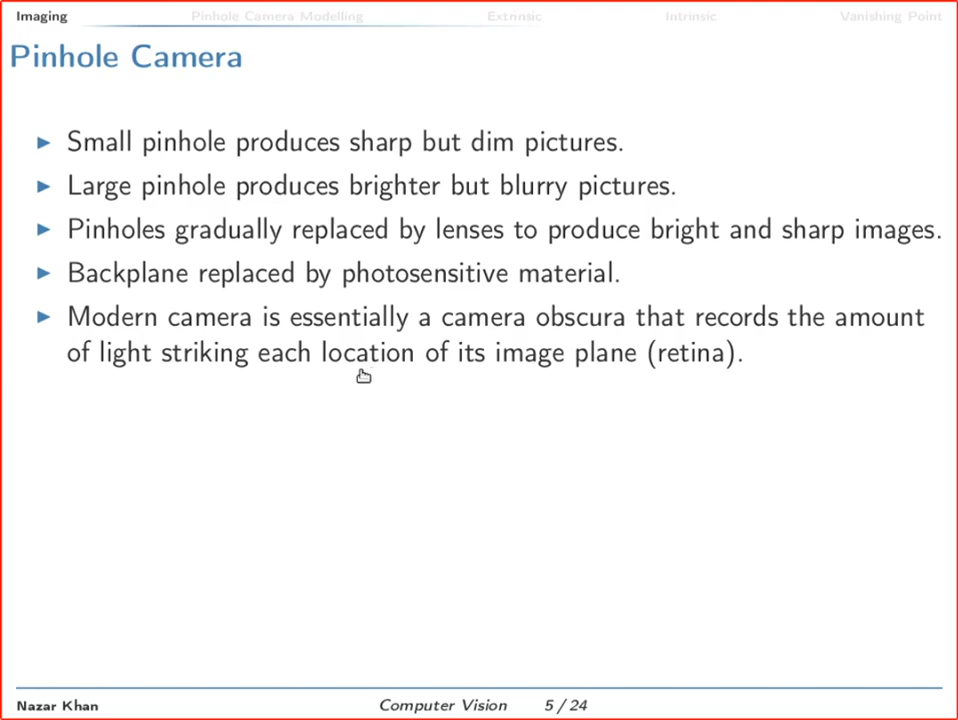 Imaging Pinhole Camera Modelling Extrinsic Intrinsic Vanishing Point
Pinhole Camera
Small pinhole produces sharp but dim pictures.
Large pinhole produces brighter but blurry pictures.
Pinholes gradually replaced by lenses to produce bright and sharp images.
Backplane replaced by photosensitive material.
Modern camera is essentially a camera obscura that records the amount
of light striking each location of its image plane (retina).
Nazar Khan Computer Vision 5 / 24